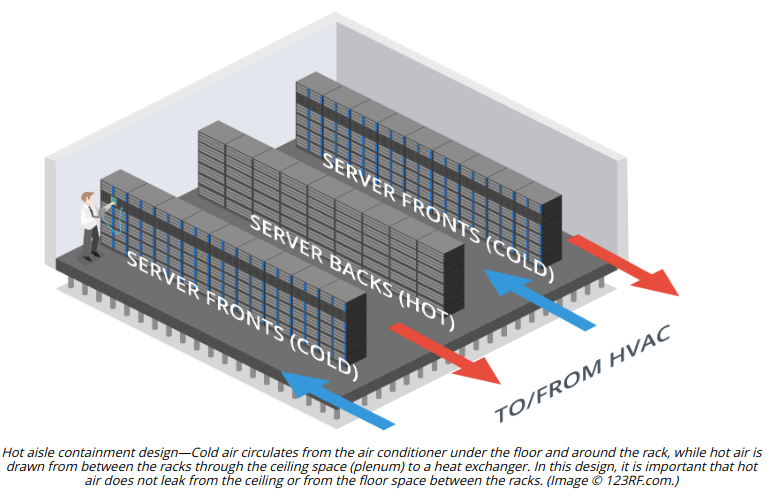 SERVER FRONTS (COLD)
SERVER BACKS (HOT)
SERVER FRONTS (COLD)
TO/FROM HVAC
Hot aisle containment design—Cold air circulates from the air conditioner under the floor and around the rack, while hot air is
drawn from between the racks through the ceiling space (plenum) to a heat exchanger. In this design, it is important that hot
air does not leak from the ceiling or from the floor space between the racks. (Image © 123RF.com.)